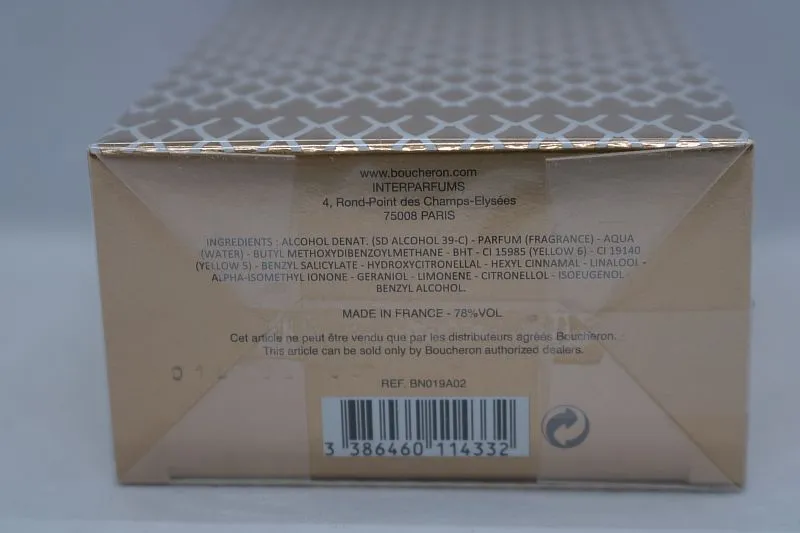 www.boucheron.com
INTERPARFUMS
4, Rond-Point des Champs-Elysées
75008 PARIS
INGREDIENTS : ALCOHOL DENAT. (SD ALCOHOL 39-C) - PARFUM (FRAGRANCE) - AQUA
(WATER) - BUTYL METHOXYDIBENZOYLMETHANE - BHT - CI 15985 (YELLOW 6) - CI 19140
(YELLOW 5) - BENZYL SALICYLATE - HYDROXYCITRONELLAL - HEXYL CINNAMAL - LINALOOL -
ALPHA-ISOMETHYL IONONE - GERANIOL - LIMONENE - CITRONELLOL - ISOEUGENOL
BENZYL ALCOHOL.
MADE IN FRANCE - 78%VOL
Cet article ne peut être vendu que par les distributeurs agréés Boucheron.
This article can be sold only by Boucheron authorized dealers.
REF. BN019A02
3 386460 114332